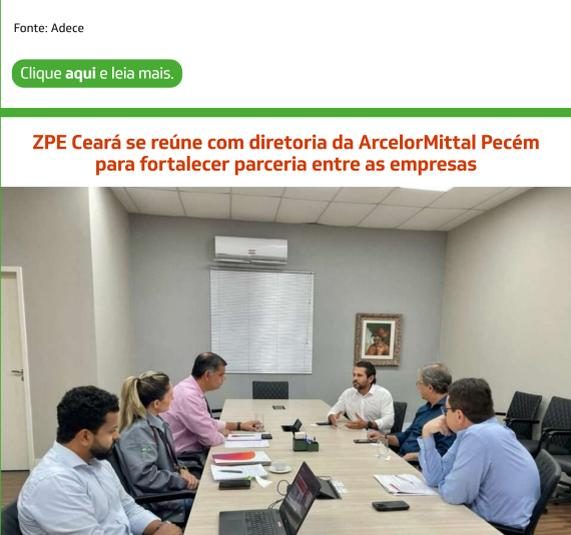 Fonte: Adece
Clique aqui e leia mais.
ZPE Ceará se reúne com diretoria da ArcelorMittal Pecém
para fortalecer parceria entre as empresas